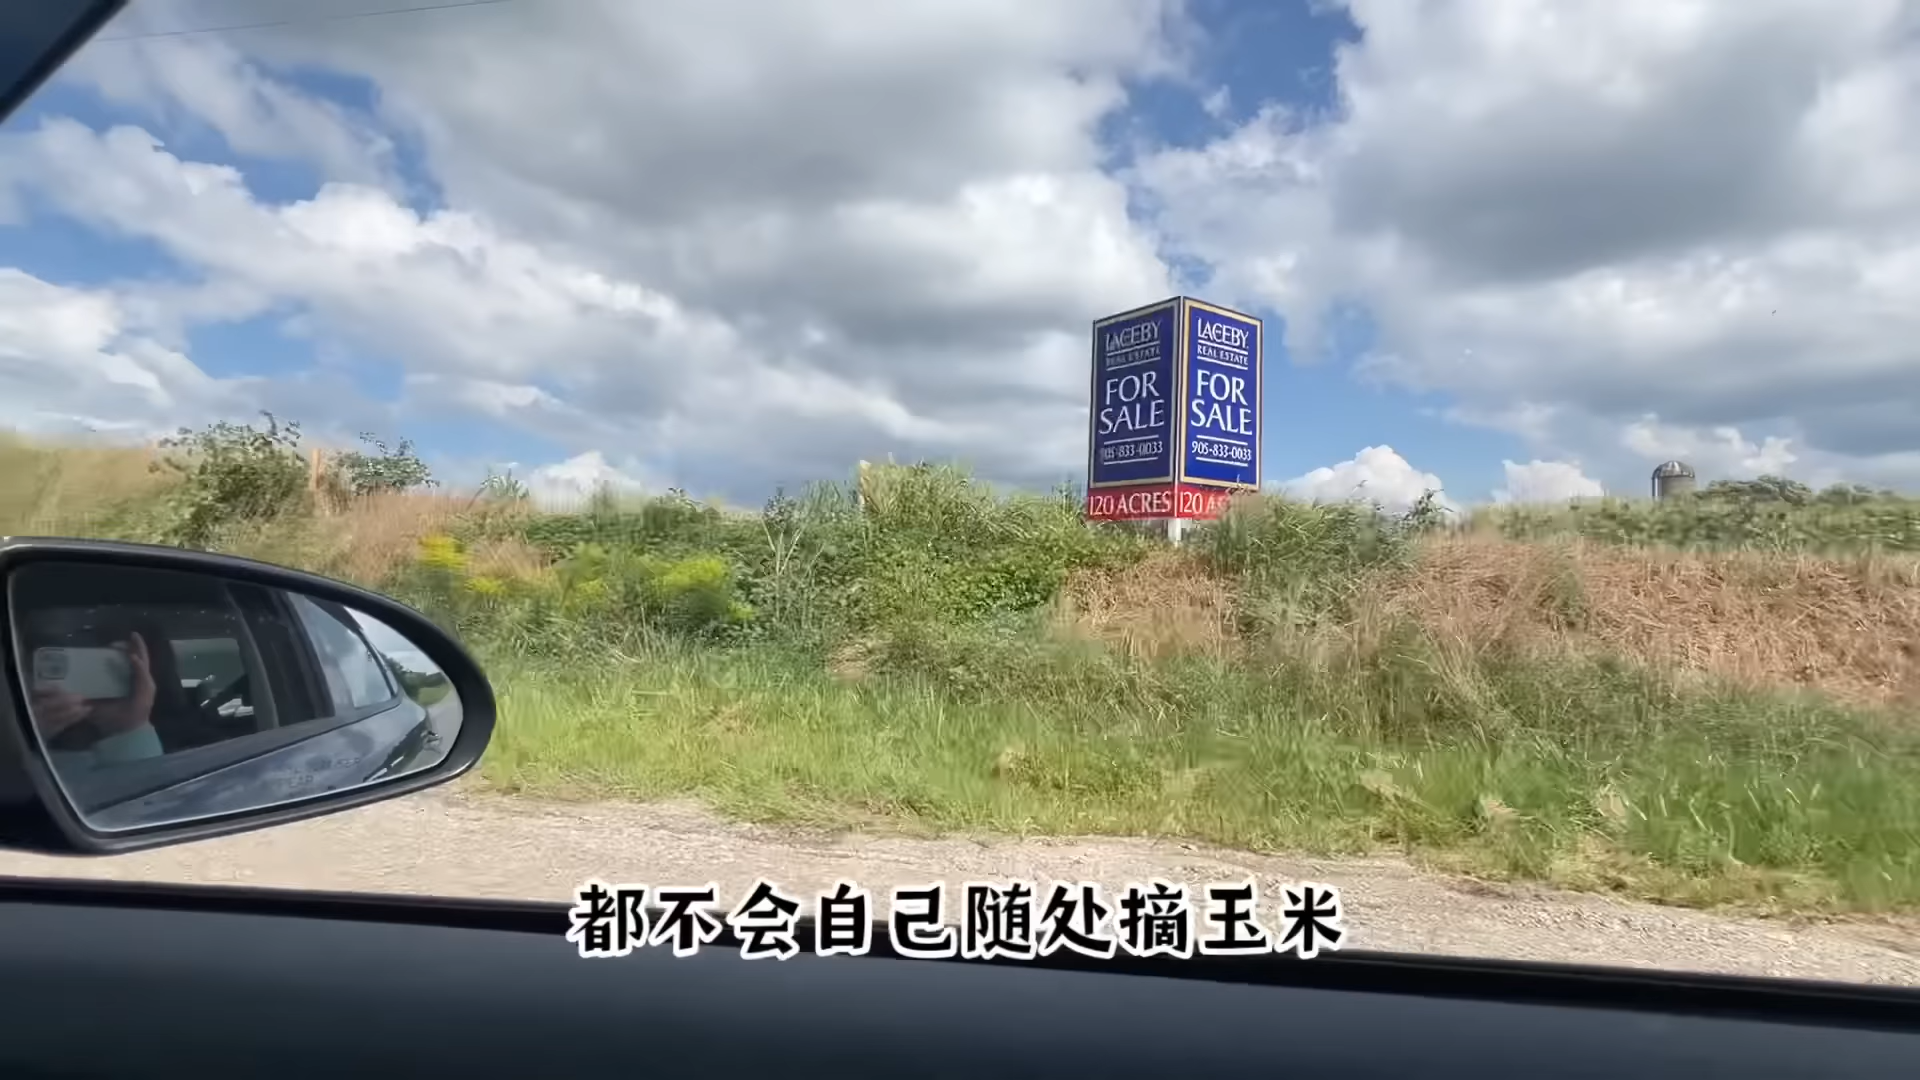 LACEBY
REAL ESTATE
FOR
SALE
905-833-0033
120 ACRES
LACEBY
REAL ESTATE
FOR
SALE
905-833-0033
120
都不会自己随处摘玉米